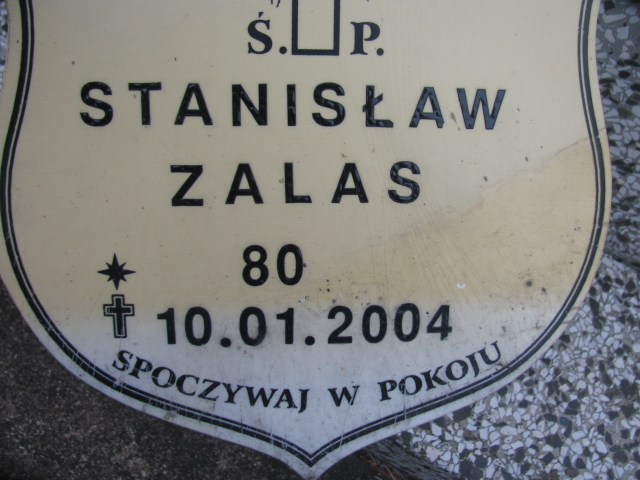 Ś. P.
STANISŁAW
ZALAS
80
10.01.2004
SPOCZYWAJ W POKOJU